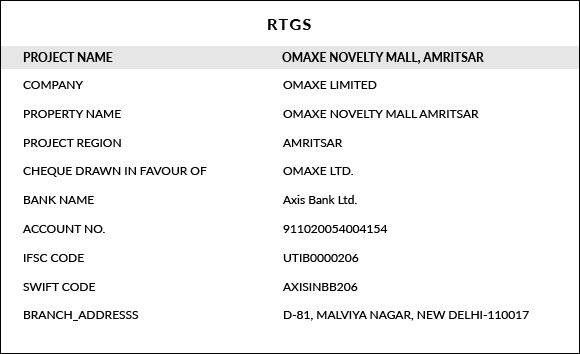 RTGS
PROJECT NAME OMAXE NOVELTY MALL, AMRITSAR
COMPANY OMAXE LIMITED
PROPERTY NAME OMAXE NOVELTY MALL AMRITSAR
PROJECT REGION AMRITSAR
CHEQUE DRAWN IN FAVOUR OF OMAXE LTD.
BANK NAME Axis Bank Ltd.
ACCOUNT NO. 911020054004154
IFSC CODE UTIB0000206
SWIFT CODE AXISINBB206
BRANCH_ADDRESSS D-81, MALVIYA NAGAR, NEW DELHI-110017